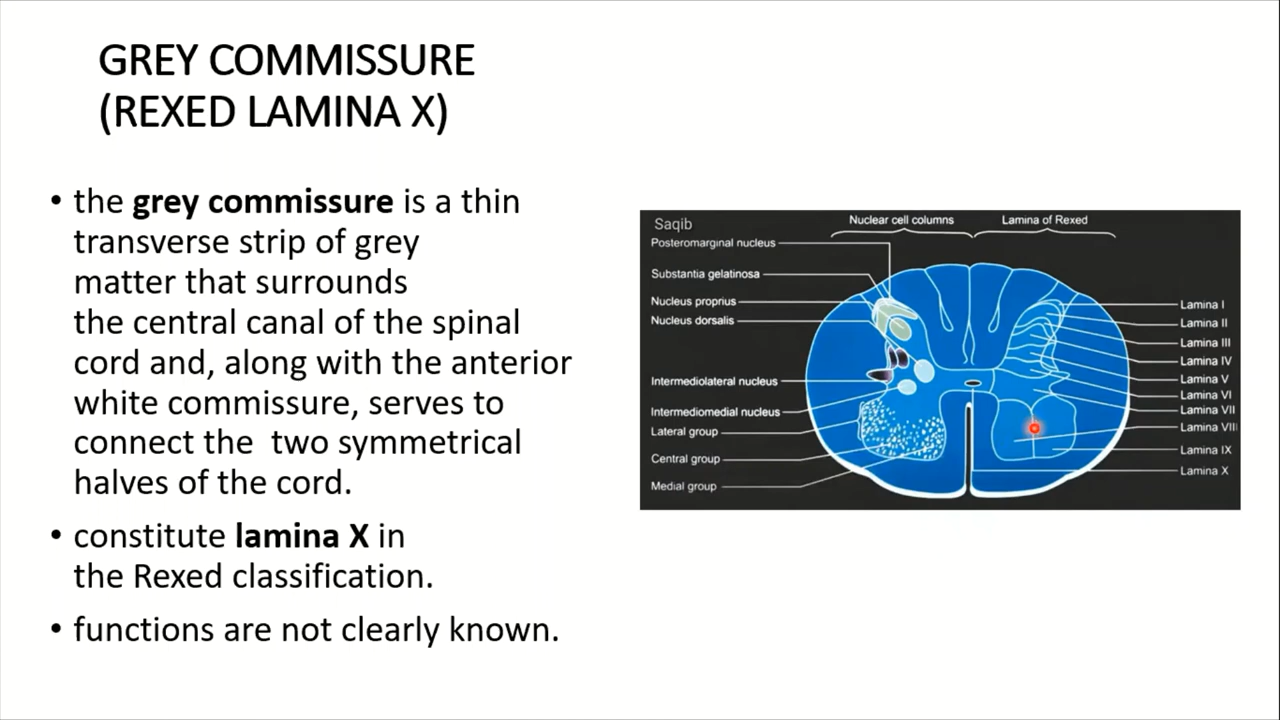 GREY COMMISSURE
(REXED LAMINA X)
• the grey commissure is a thin
transverse strip of grey
matter that surrounds
the central canal of the spinal
cord and, along with the anterior
white commissure, serves to
connect the two symmetrical
halves of the cord.
• constitute lamina X in
the Rexed classification.
• functions are not clearly known.
Saqib
Nuclear cell columns
Lamina of Rexed
Posteromarginal nucleus
Substantia gelatinosa
Nucleus proprius
Nucleus dorsalis
Intermediolateral nucleus
Intermediomedial nucleus
Lateral group
Central group
Medial group
Lamina I
Lamina II
Lamina III
Lamina IV
Lamina V
Lamina VI
Lamina VII
Lamina VIII
Lamina IX
Lamina X